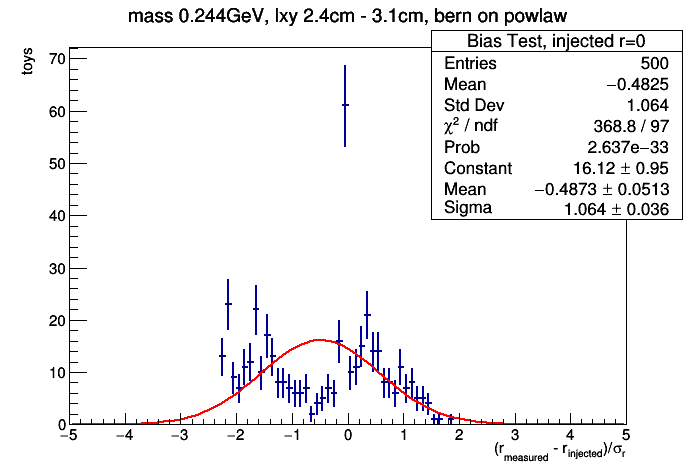 mass 0.244GeV, lxy 2.4cm - 3.1cm, bern on powlaw
Bias Test, injected r=0
Entries 500
Mean −0.4825
Std Dev 1.064
χ² / ndf 368.8 / 97
Prob 2.637e−33
Constant 16.12 ± 0.95
Mean −0.4873 ± 0.0513
Sigma 1.064 ± 0.036
toys
70
60
50
40
30
20
10
0
−5 −4 −3 −2 −1 0 1 2 3 4 5
(r_measured - r_injected)/σ_r